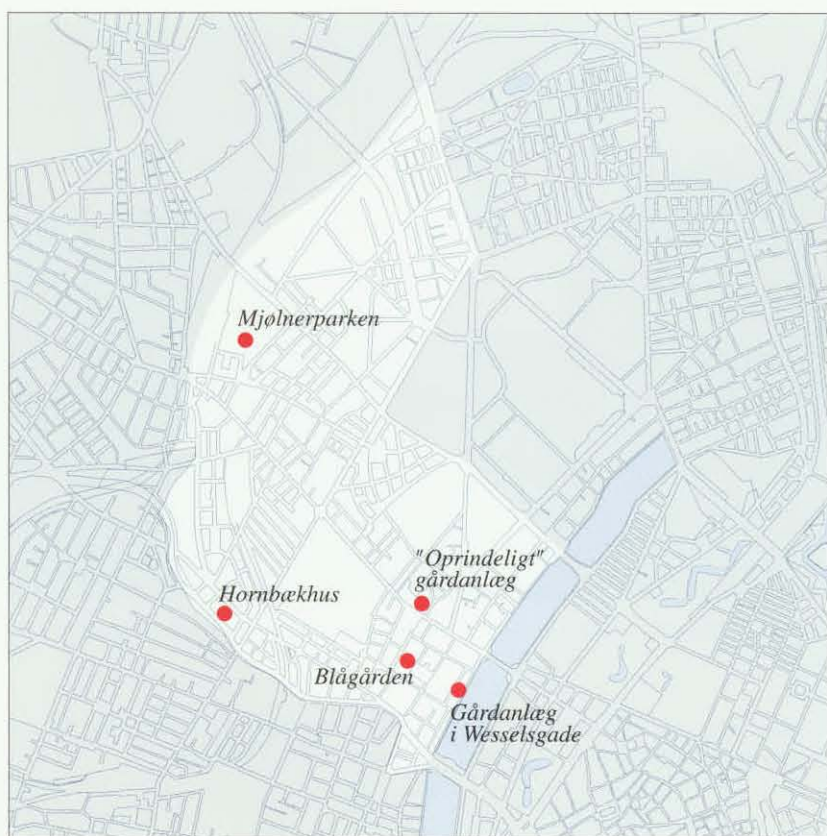 Mjølnerparken
"Oprindeligt"
gårdanlæg
Hornbækhus
Blågården
Gårdanlæg
i Wesselsgade